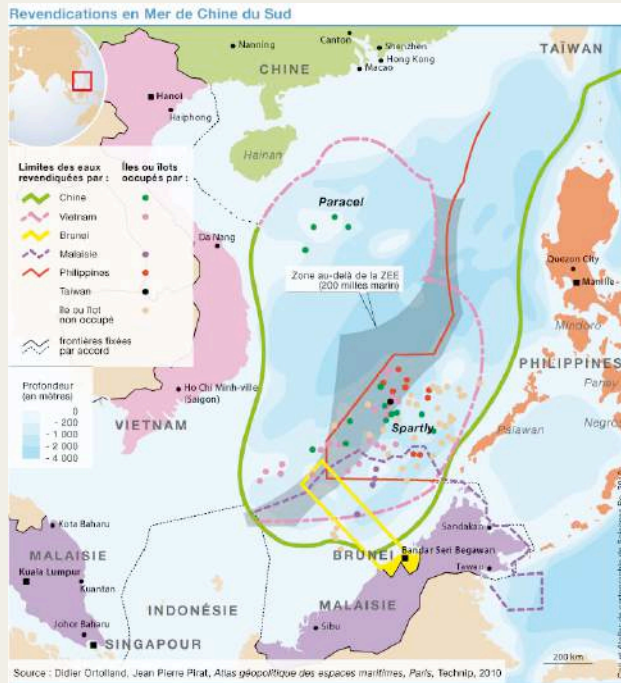 Revendications en Mer de Chine du Sud
Nanning
Canton
Shenzhen
Hong Kong
Macao
TAÏWAN
CHINE
Hanoi
Haiphong
Hainan
Limites des eaux revendiquées par :
Îles ou îlots occupés par :
Chine
Vietnam
Brunei
Malaisie
Philippines
Taiwan
île ou îlot
non occupé
frontières fixées
par accord
Paracel
Da Nang
Zone au-delà de la ZEE
(200 milles marin)
Quezon City
Manille
Mindoro
PHILIPPINES
Panay
Negros
Palawan
Profondeur
(en mètres)
0
- 200
- 1 000
- 2 000
- 4 000
Ho Chi Minh-ville
(Saigon)
VIETNAM
Spartly
Kota Baharu
MALAISIE
Kuala Lumpur
Kuantan
Johor Baharu
SINGAPOUR
INDONÉSIE
BRUNEI
Bandar Seri Begawan
Sandakan
Tawau
MALAISIE
Sibu
200 km
Source : Didier Ortolland, Jean Pierre Pirat, Atlas géopolitique des espaces maritimes, Paris, Technip, 2010